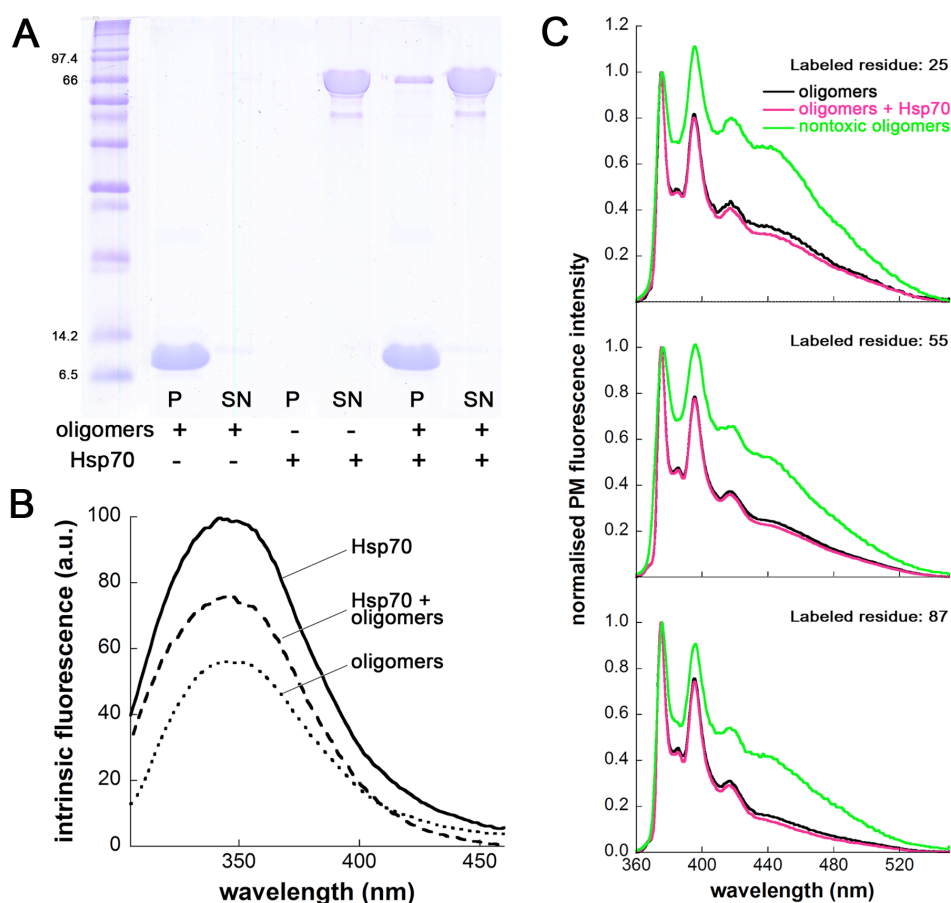 A
97.4
66
14.2
6.5
P SN P SN P SN
oligomers + + - - + +
Hsp70 - - + + + +
B
intrinsic fluorescence (a.u.)
100
80
60
40
20
0
Hsp70
Hsp70 +
oligomers
oligomers
350 400 450
wavelength (nm)
C
normalised PM fluorescence intensity
Labeled residue: 25
oligomers
oligomers + Hsp70
nontoxic oligomers
1.2
1.0
0.8
0.6
0.4
0.2
Labeled residue: 55
1.0
0.8
0.6
0.4
0.2
Labeled residue: 87
1.0
0.8
0.6
0.4
0.2
0.0
360 400 440 480 520
wavelength (nm)